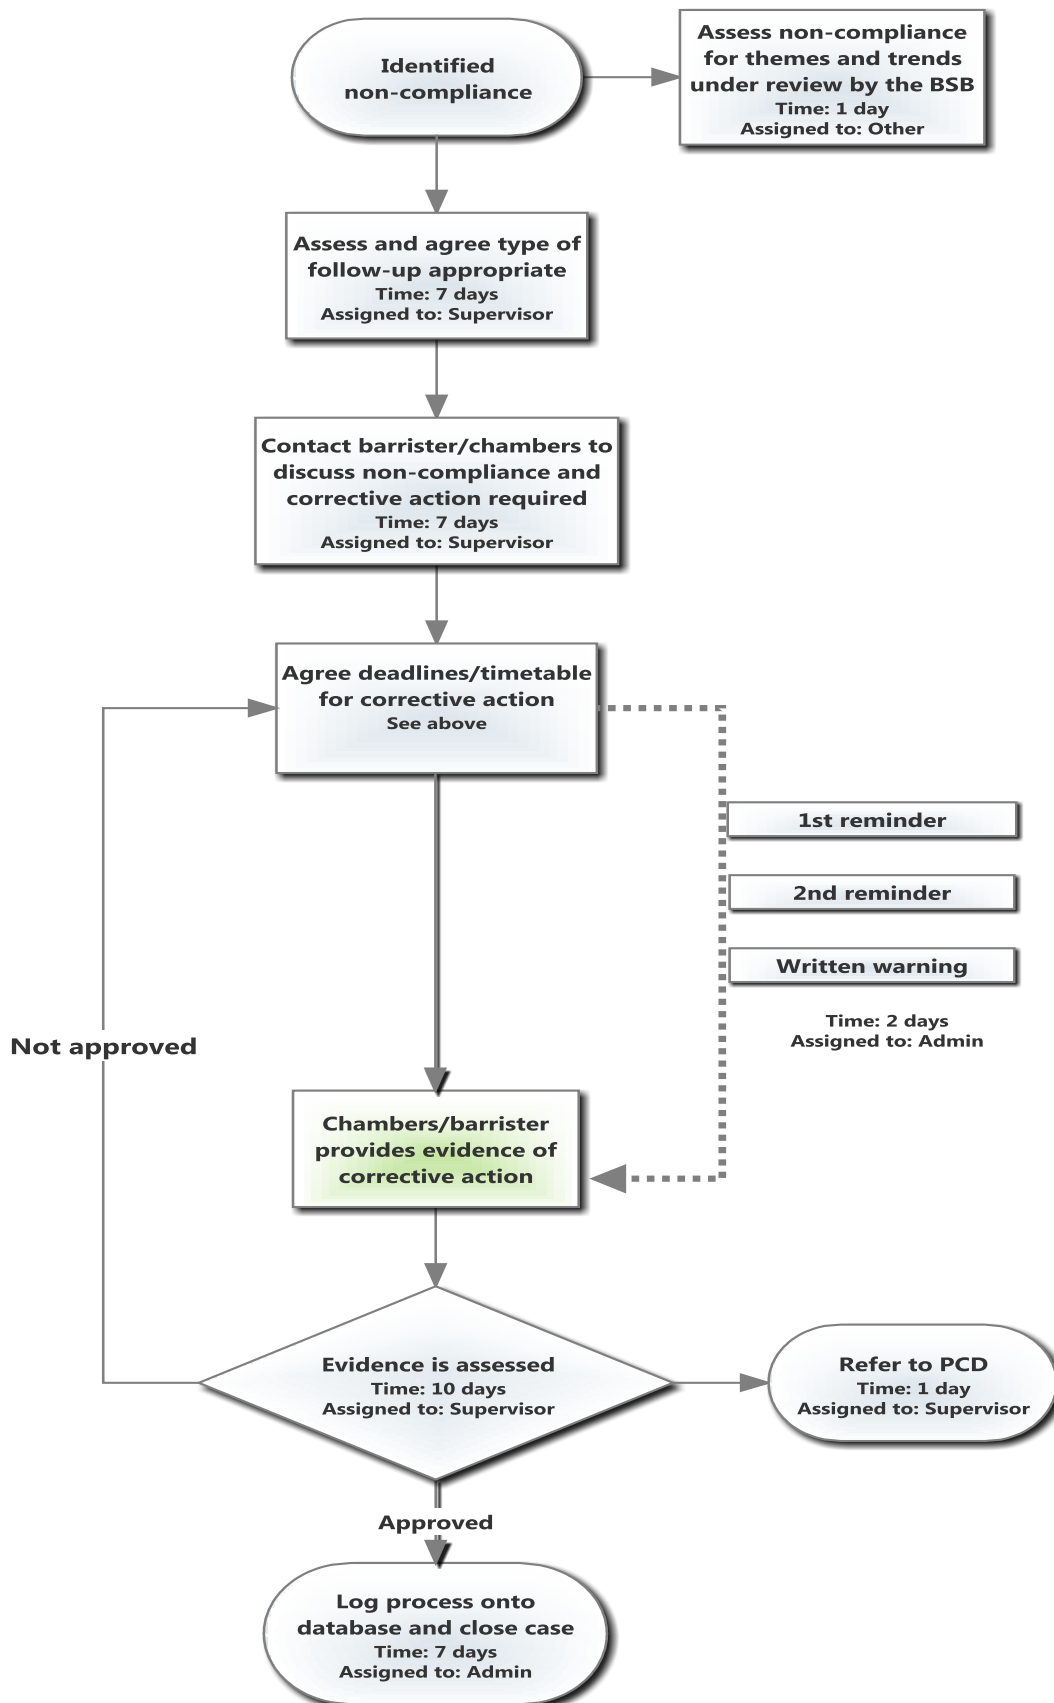 Identified
non-compliance
Assess non-compliance
for themes and trends
under review by the BSB
Time: 1 day
Assigned to: Other
Assess and agree type of
follow-up appropriate
Time: 7 days
Assigned to: Supervisor
Contact barrister/chambers to
discuss non-compliance and
corrective action required
Time: 7 days
Assigned to: Supervisor
Agree deadlines/timetable
for corrective action
See above
1st reminder
2nd reminder
Written warning
Time: 2 days
Assigned to: Admin
Not approved
Chambers/barrister
provides evidence of
corrective action
Evidence is assessed
Time: 10 days
Assigned to: Supervisor
Refer to PCD
Time: 1 day
Assigned to: Supervisor
Approved
Log process onto
database and close case
Time: 7 days
Assigned to: Admin